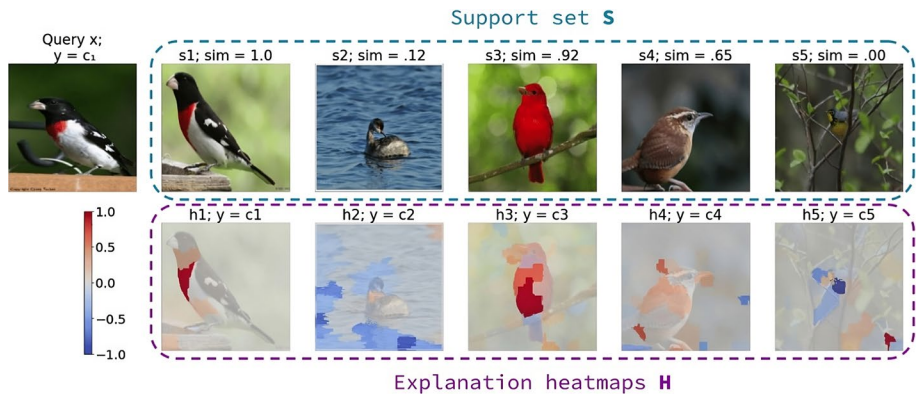 Support set S
Query x;
y = c₁
s1; sim = 1.0
s2; sim = .12
s3; sim = .92
s4; sim = .65
s5; sim = .00
h1; y = c1
h2; y = c2
h3; y = c3
h4; y = c4
h5; y = c5
1.0
0.5
0.0
−0.5
−1.0
Explanation heatmaps H